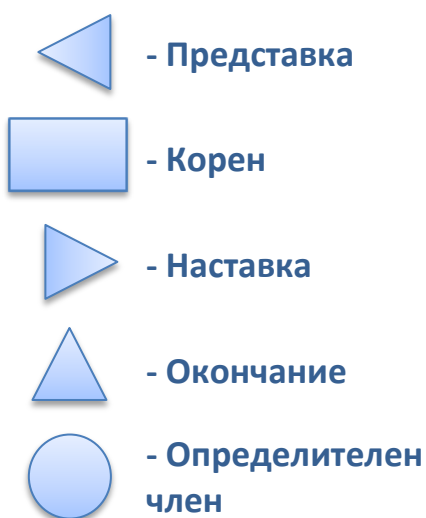 - Представка
- Корен
- Наставка
- Окончание
- Определителен
член